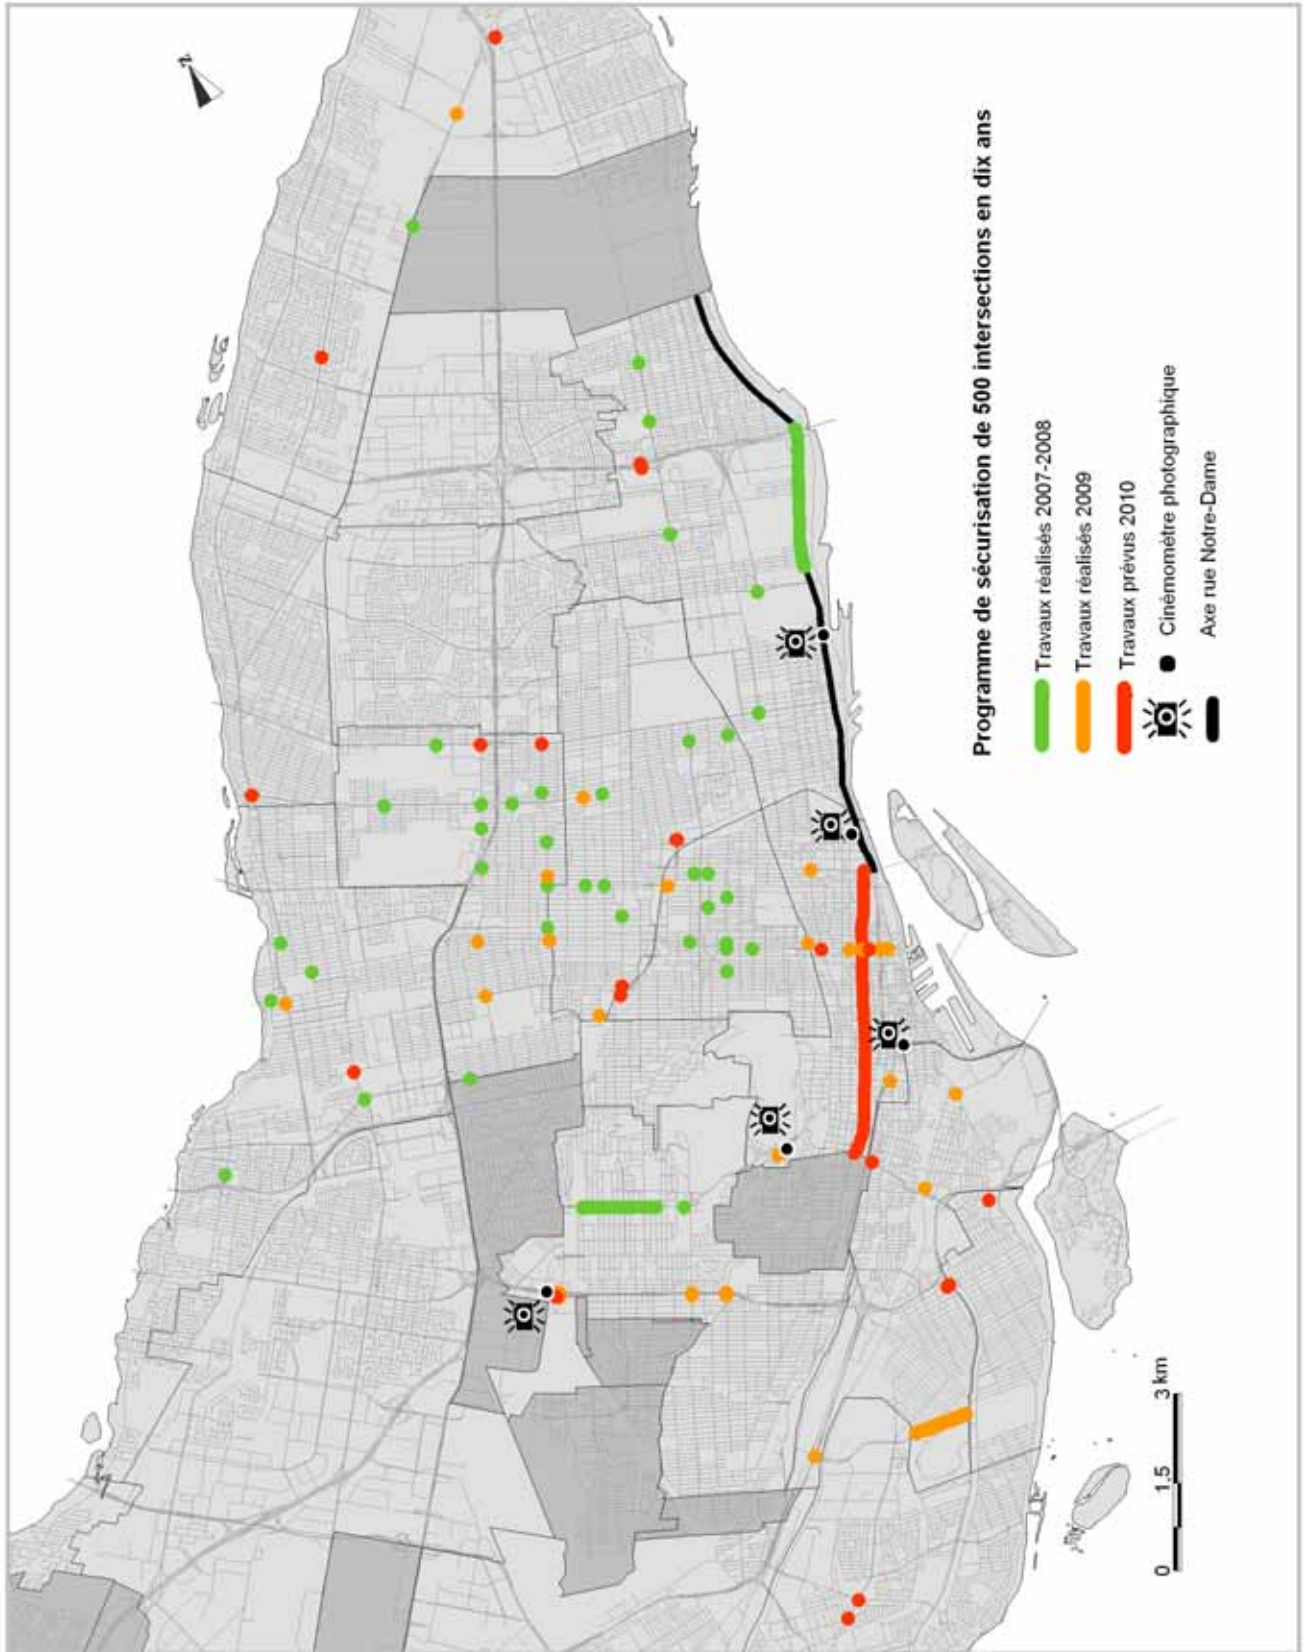 N
Programme de sécurisation de 500 intersections en dix ans
Travaux réalisés 2007-2008
Travaux réalisés 2009
Travaux prévus 2010
Cinémomètre photographique
Axe rue Notre-Dame
0 1.5 3 km